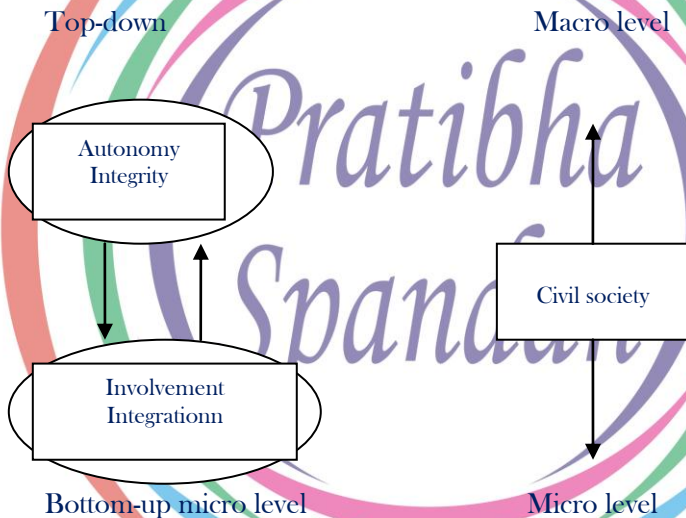 Top-down
Macro level
Pratibha
Autonomy
Integrity
Spandan
Civil society
Involvement
Integrationn
Bottom-up micro level
Micro level